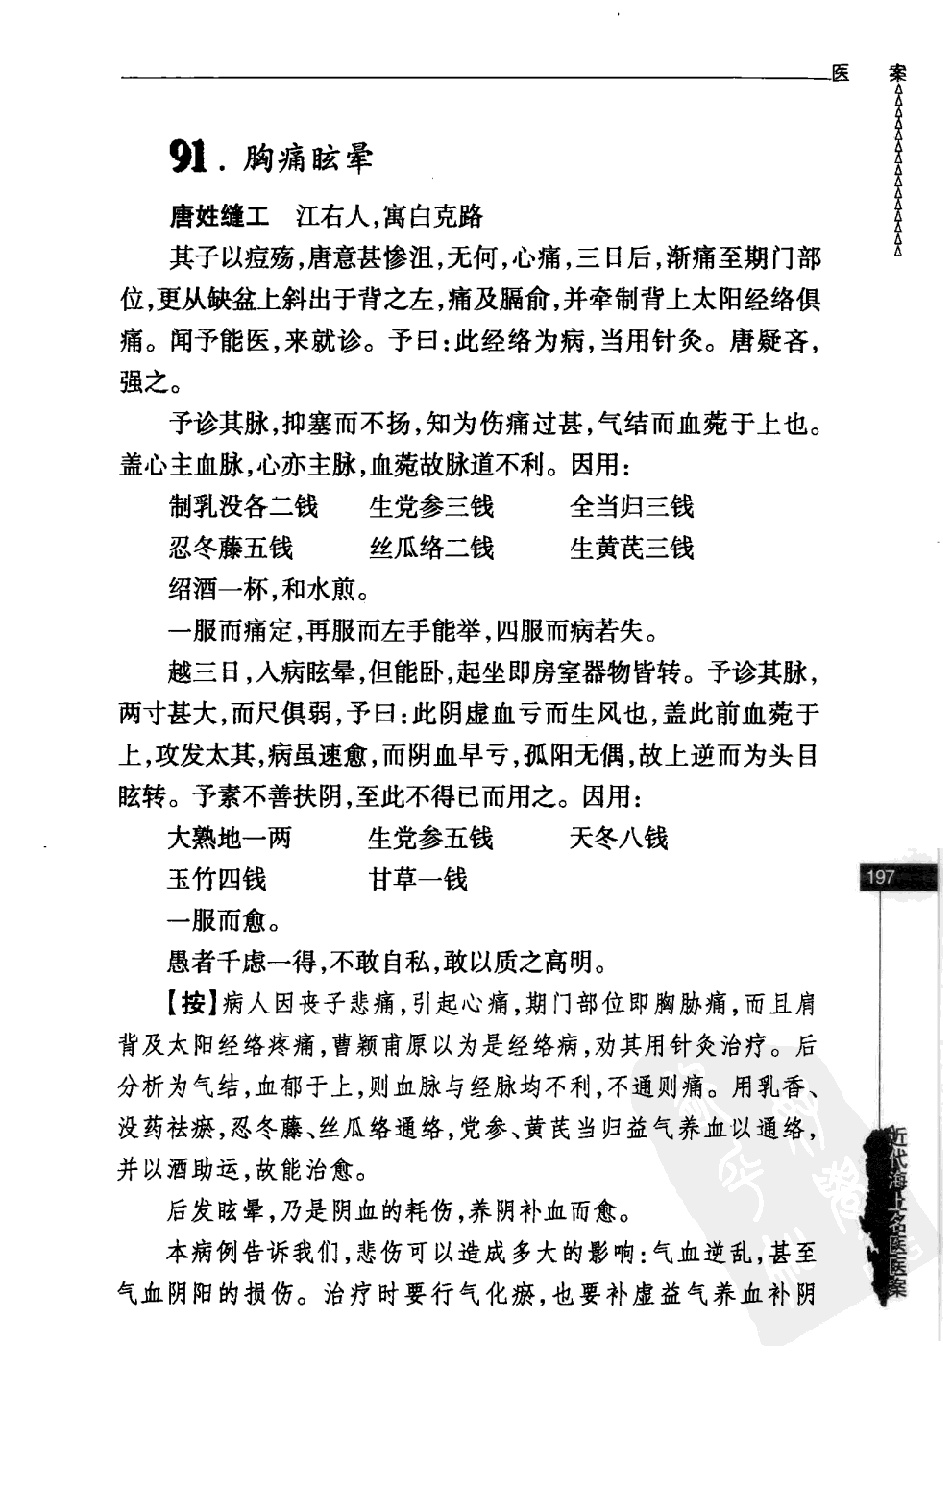 医 案
91. 胸痛眩晕
唐姓缝工 江右人,寓白克路
其子以痘殇,唐意甚惨沮,无何,心痛,三日后,渐痛至期门部
位,更从缺盆上斜出于背之左,痛及膈俞,并牵制背上太阳经络俱
痛。闻予能医,来就诊。予曰:此经络为病,当用针灸。唐疑吝,
强之。
予诊其脉,抑塞而不扬,知为伤痛过甚,气结而血菀于上也。
盖心主血脉,心亦主脉,血菀故脉道不利。因用:
制乳没各二钱 生党参三钱 全当归三钱
忍冬藤五钱 丝瓜络二钱 生黄芪三钱
绍酒一杯,和水煎。
一服而痛定,再服而左手能举,四服而病若失。
越三日,人病眩晕,但能卧,起坐即房室器物皆转。予诊其脉,
两寸甚大,而尺俱弱,予曰:此阴虚血亏而生风也,盖此前血菀于
上,攻发太其,病虽速愈,而阴血早亏,孤阳无偶,故上逆而为头目
眩转。予素不善扶阴,至此不得已而用之。因用:
大熟地一两 生党参五钱 天冬八钱
玉竹四钱 甘草一钱
一服而愈。
愚者千虑一得,不敢自私,敢以质之高明。
【按】病人因丧子悲痛,引起心痛,期门部位即胸胁痛,而且肩
背及太阳经络疼痛,曹颖甫原以为是经络病,劝其用针灸治疗。后
分析为气结,血郁于上,则血脉与经脉均不利,不通则痛。用乳香、
没药祛瘀,忍冬藤、丝瓜络通络,党参、黄芪当归益气养血以通络,
并以酒助运,故能治愈。
后发眩晕,乃是阴血的耗伤,养阴补血而愈。
本病例告诉我们,悲伤可以造成多大的影响:气血逆乱,甚至
气血阴阳的损伤。治疗时要行气化瘀,也要补虚益气养血补阴
197
近代海上名医医案